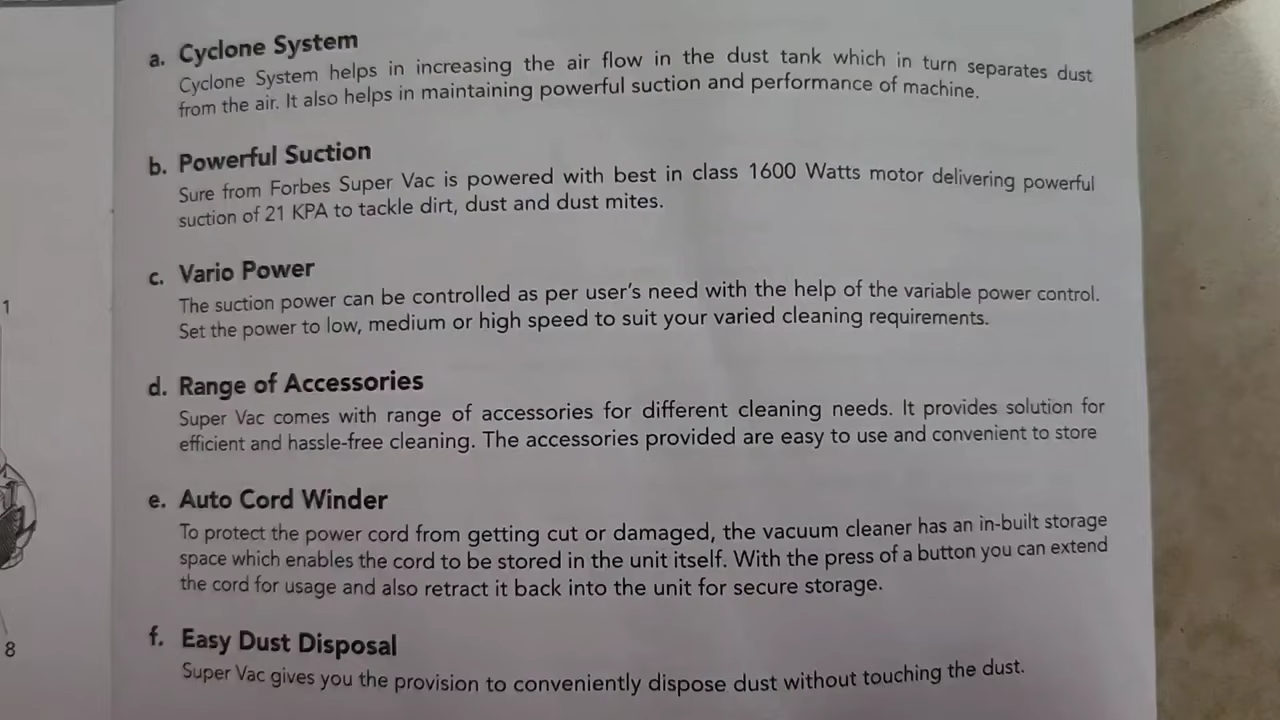 a. Cyclone System
Cyclone System helps in increasing the air flow in the dust tank which in turn separates dust
from the air. It also helps in maintaining powerful suction and performance of machine.
b. Powerful Suction
Sure from Forbes Super Vac is powered with best in class 1600 Watts motor delivering powerful
suction of 21 KPA to tackle dirt, dust and dust mites.
c. Vario Power
The suction power can be controlled as per user's need with the help of the variable power control.
Set the power to low, medium or high speed to suit your varied cleaning requirements.
d. Range of Accessories
Super Vac comes with range of accessories for different cleaning needs. It provides solution for
efficient and hassle-free cleaning. The accessories provided are easy to use and convenient to store
e. Auto Cord Winder
To protect the power cord from getting cut or damaged, the vacuum cleaner has an in-built storage
space which enables the cord to be stored in the unit itself. With the press of a button you can extend
the cord for usage and also retract it back into the unit for secure storage.
f. Easy Dust Disposal
Super Vac gives you the provision to conveniently dispose dust without touching the dust.
1
8